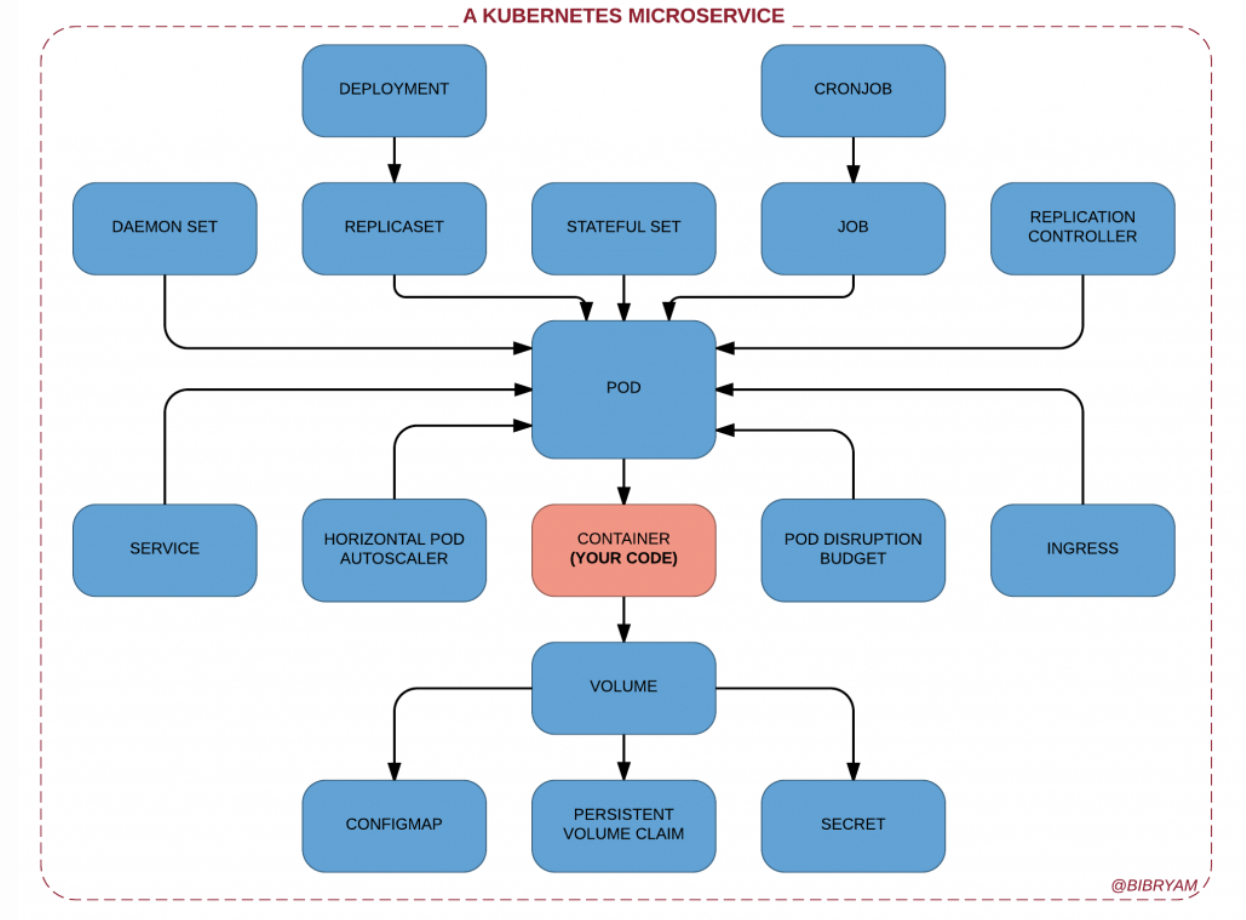 A KUBERNETES MICROSERVICE
DEPLOYMENT
CRONJOB
DAEMON SET
REPLICASET
STATEFUL SET
JOB
REPLICATION
CONTROLLER
POD
SERVICE
HORIZONTAL POD
AUTOSCALER
CONTAINER
(YOUR CODE)
POD DISRUPTION
BUDGET
INGRESS
VOLUME
CONFIGMAP
PERSISTENT
VOLUME CLAIM
SECRET
@BIBRYAM